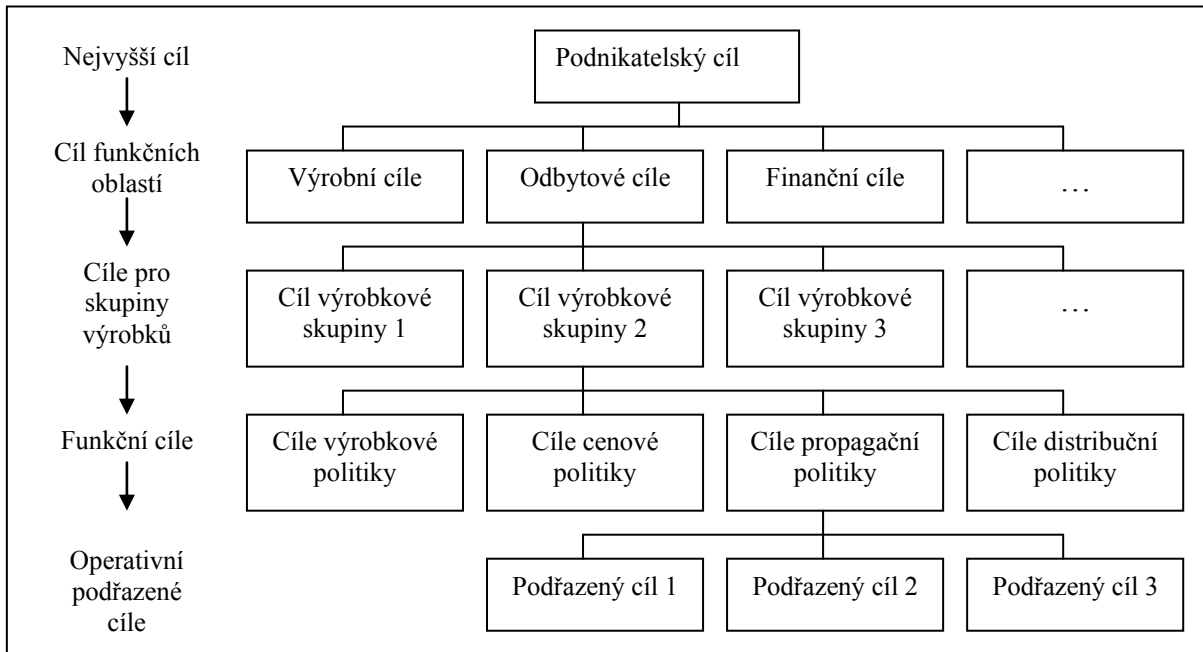 Nejvyšší cíl
Podnikatelský cíl
Cíl funkčních
oblastí
Výrobní cíle
Odbytové cíle
Finanční cíle
…
Cíle pro
skupiny
výrobků
Cíl výrobkové
skupiny 1
Cíl výrobkové
skupiny 2
Cíl výrobkové
skupiny 3
…
Funkční cíle
Cíle výrobkové
politiky
Cíle cenové
politiky
Cíle propagační
politiky
Cíle distribuční
politiky
Operativní
podřazené
cíle
Podřazený cíl 1
Podřazený cíl 2
Podřazený cíl 3